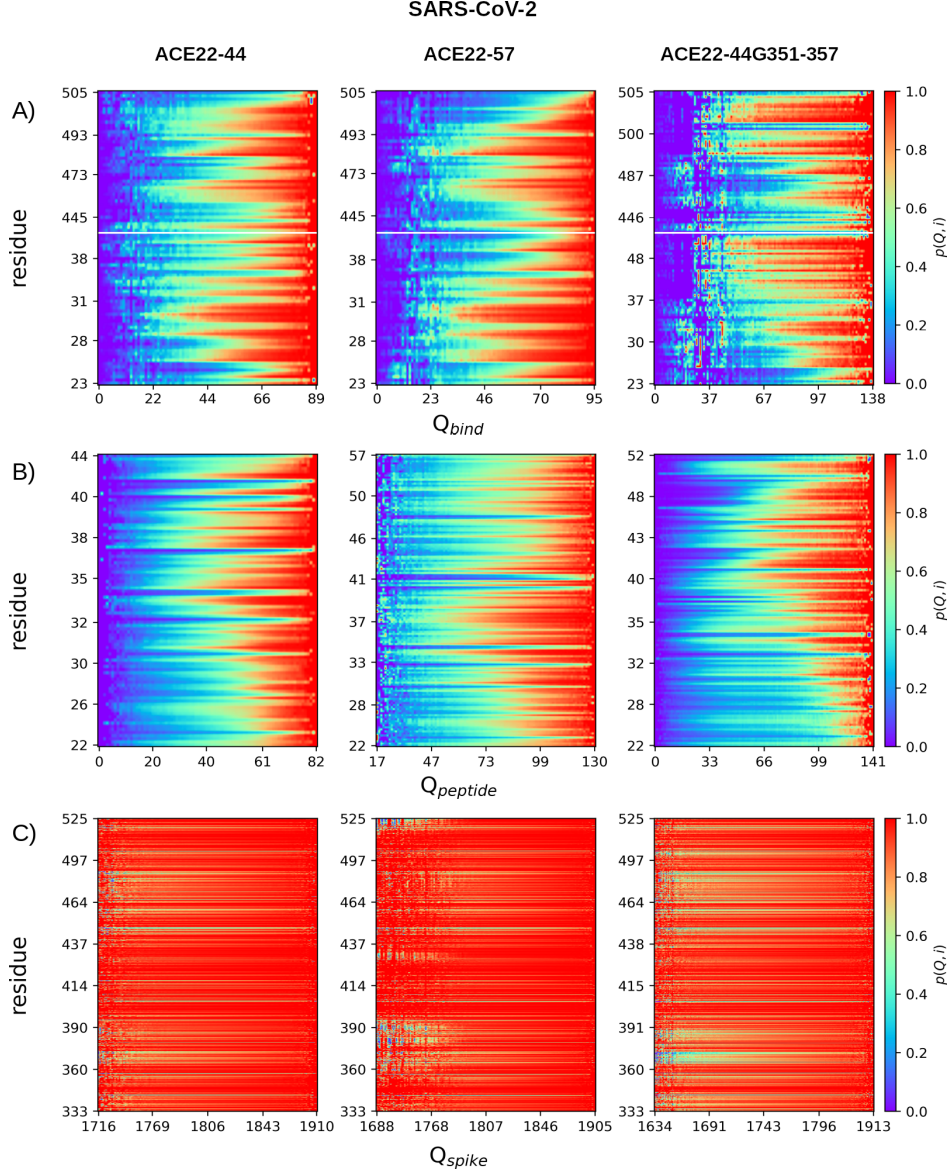 SARS-CoV-2
ACE22-44 ACE22-57 ACE22-44G351-357
A)
residue
505 493 473 445 38 31 28 23
0 22 44 66 89
505 493 473 445 38 31 28 23
0 22 46 70 95
505 500 487 446 48 37 30 23
0 37 67 97 138
1.0 0.8 0.6 0.4 0.2 0.0
p(Q, i)
Q_bind
B)
residue
44 40 38 35 32 30 26 22
0 20 40 61 82
57 50 46 41 37 33 28 22
17 47 73 99 130
52 48 43 40 35 32 28 22
0 33 66 99 141
1.0 0.8 0.6 0.4 0.2 0.0
p(Q, i)
Q_peptide
C)
residue
525 497 464 437 414 390 360 333
1716 1769 1806 1843 1910
525 497 464 437 414 390 360 333
1688 1768 1807 1846 1905
525 497 464 437 415 391 360 333
1634 1691 1743 1796 1913
1.0 0.8 0.6 0.4 0.2 0.0
p(Q, i)
Q_spike